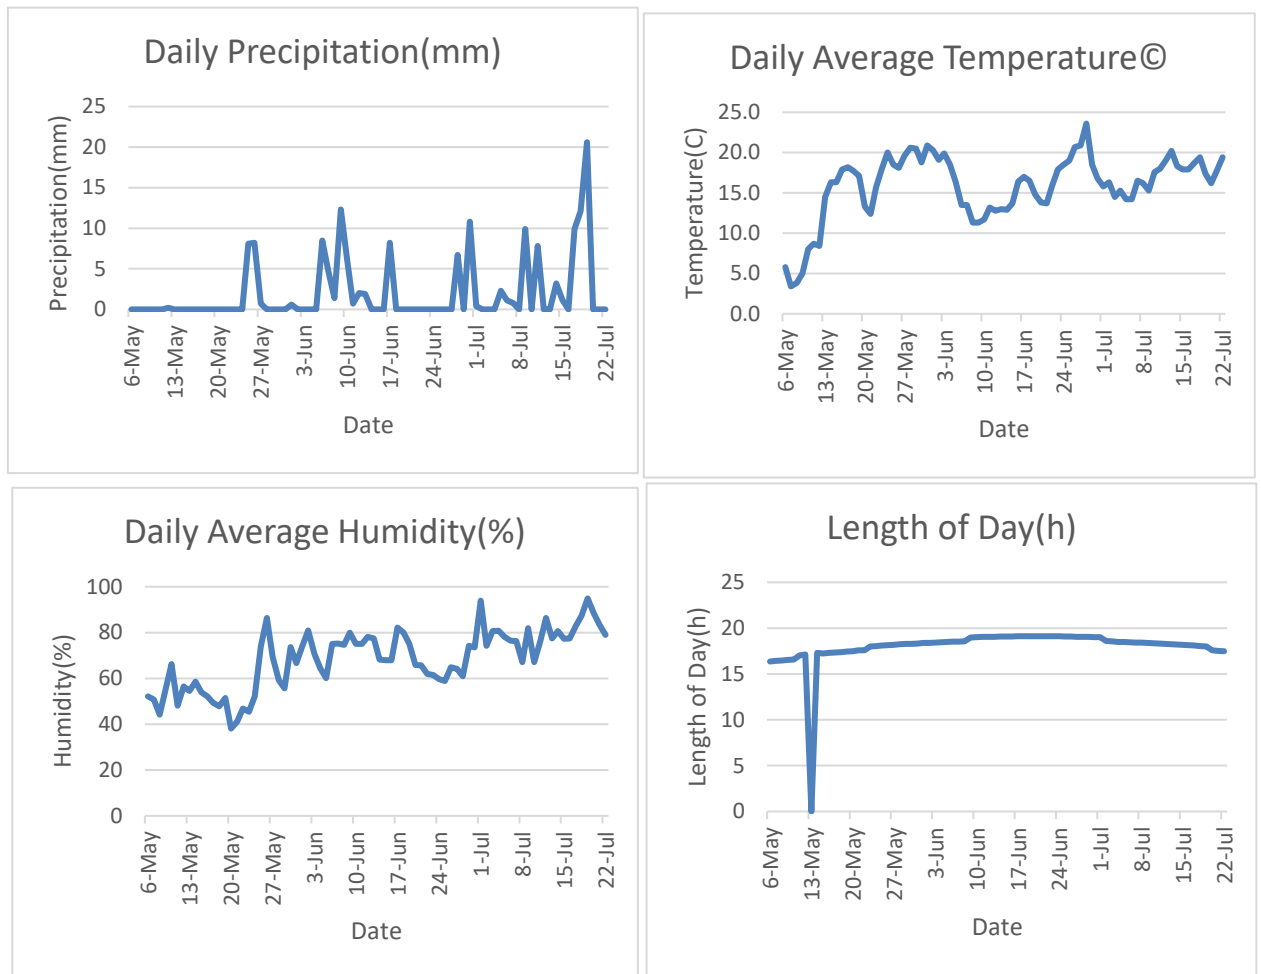 Daily Precipitation(mm)
Precipitation(mm)
25
20
15
10
5
0
6-May
13-May
20-May
27-May
3-Jun
10-Jun
17-Jun
24-Jun
1-Jul
8-Jul
15-Jul
22-Jul
Date
Daily Average Temperature©
Temperature(C)
25.0
20.0
15.0
10.0
5.0
0.0
6-May
13-May
20-May
27-May
3-Jun
10-Jun
17-Jun
24-Jun
1-Jul
8-Jul
15-Jul
22-Jul
Date
Daily Average Humidity(%)
Humidity(%)
100
80
60
40
20
0
6-May
13-May
20-May
27-May
3-Jun
10-Jun
17-Jun
24-Jun
1-Jul
8-Jul
15-Jul
22-Jul
Date
Length of Day(h)
Length of Day(h)
25
20
15
10
5
0
6-May
13-May
20-May
27-May
3-Jun
10-Jun
17-Jun
24-Jun
1-Jul
8-Jul
15-Jul
22-Jul
Date